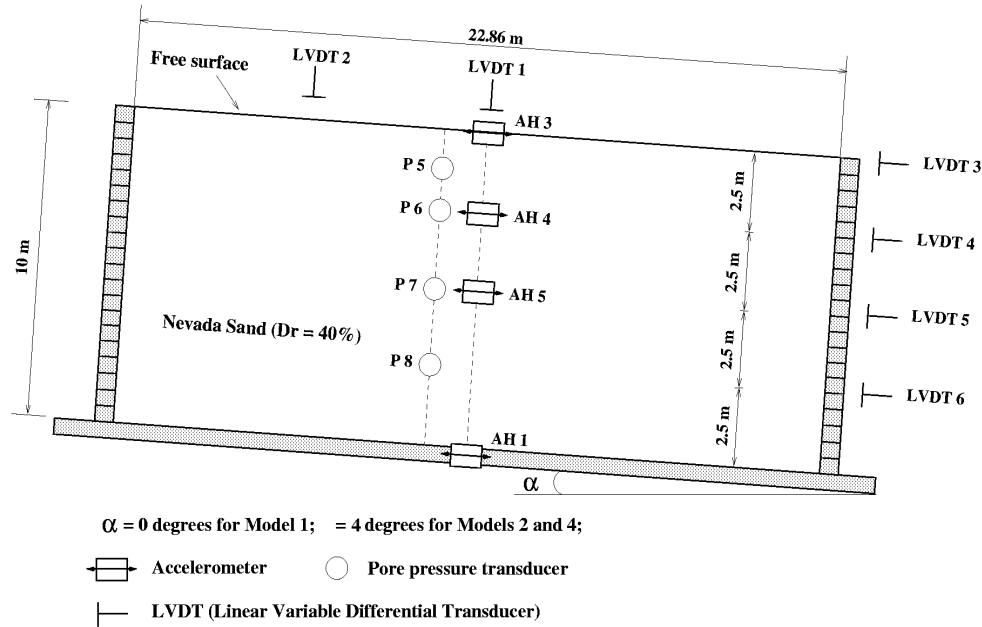 22.86 m
Free surface
LVDT 2
LVDT 1
AH 3
P 5
LVDT 3
2.5 m
P 6
AH 4
LVDT 4
10 m
2.5 m
P 7
AH 5
LVDT 5
Nevada Sand (Dr = 40%)
2.5 m
P 8
LVDT 6
2.5 m
AH 1
α
α = 0 degrees for Model 1; = 4 degrees for Models 2 and 4;
Accelerometer
Pore pressure transducer
LVDT (Linear Variable Differential Transducer)